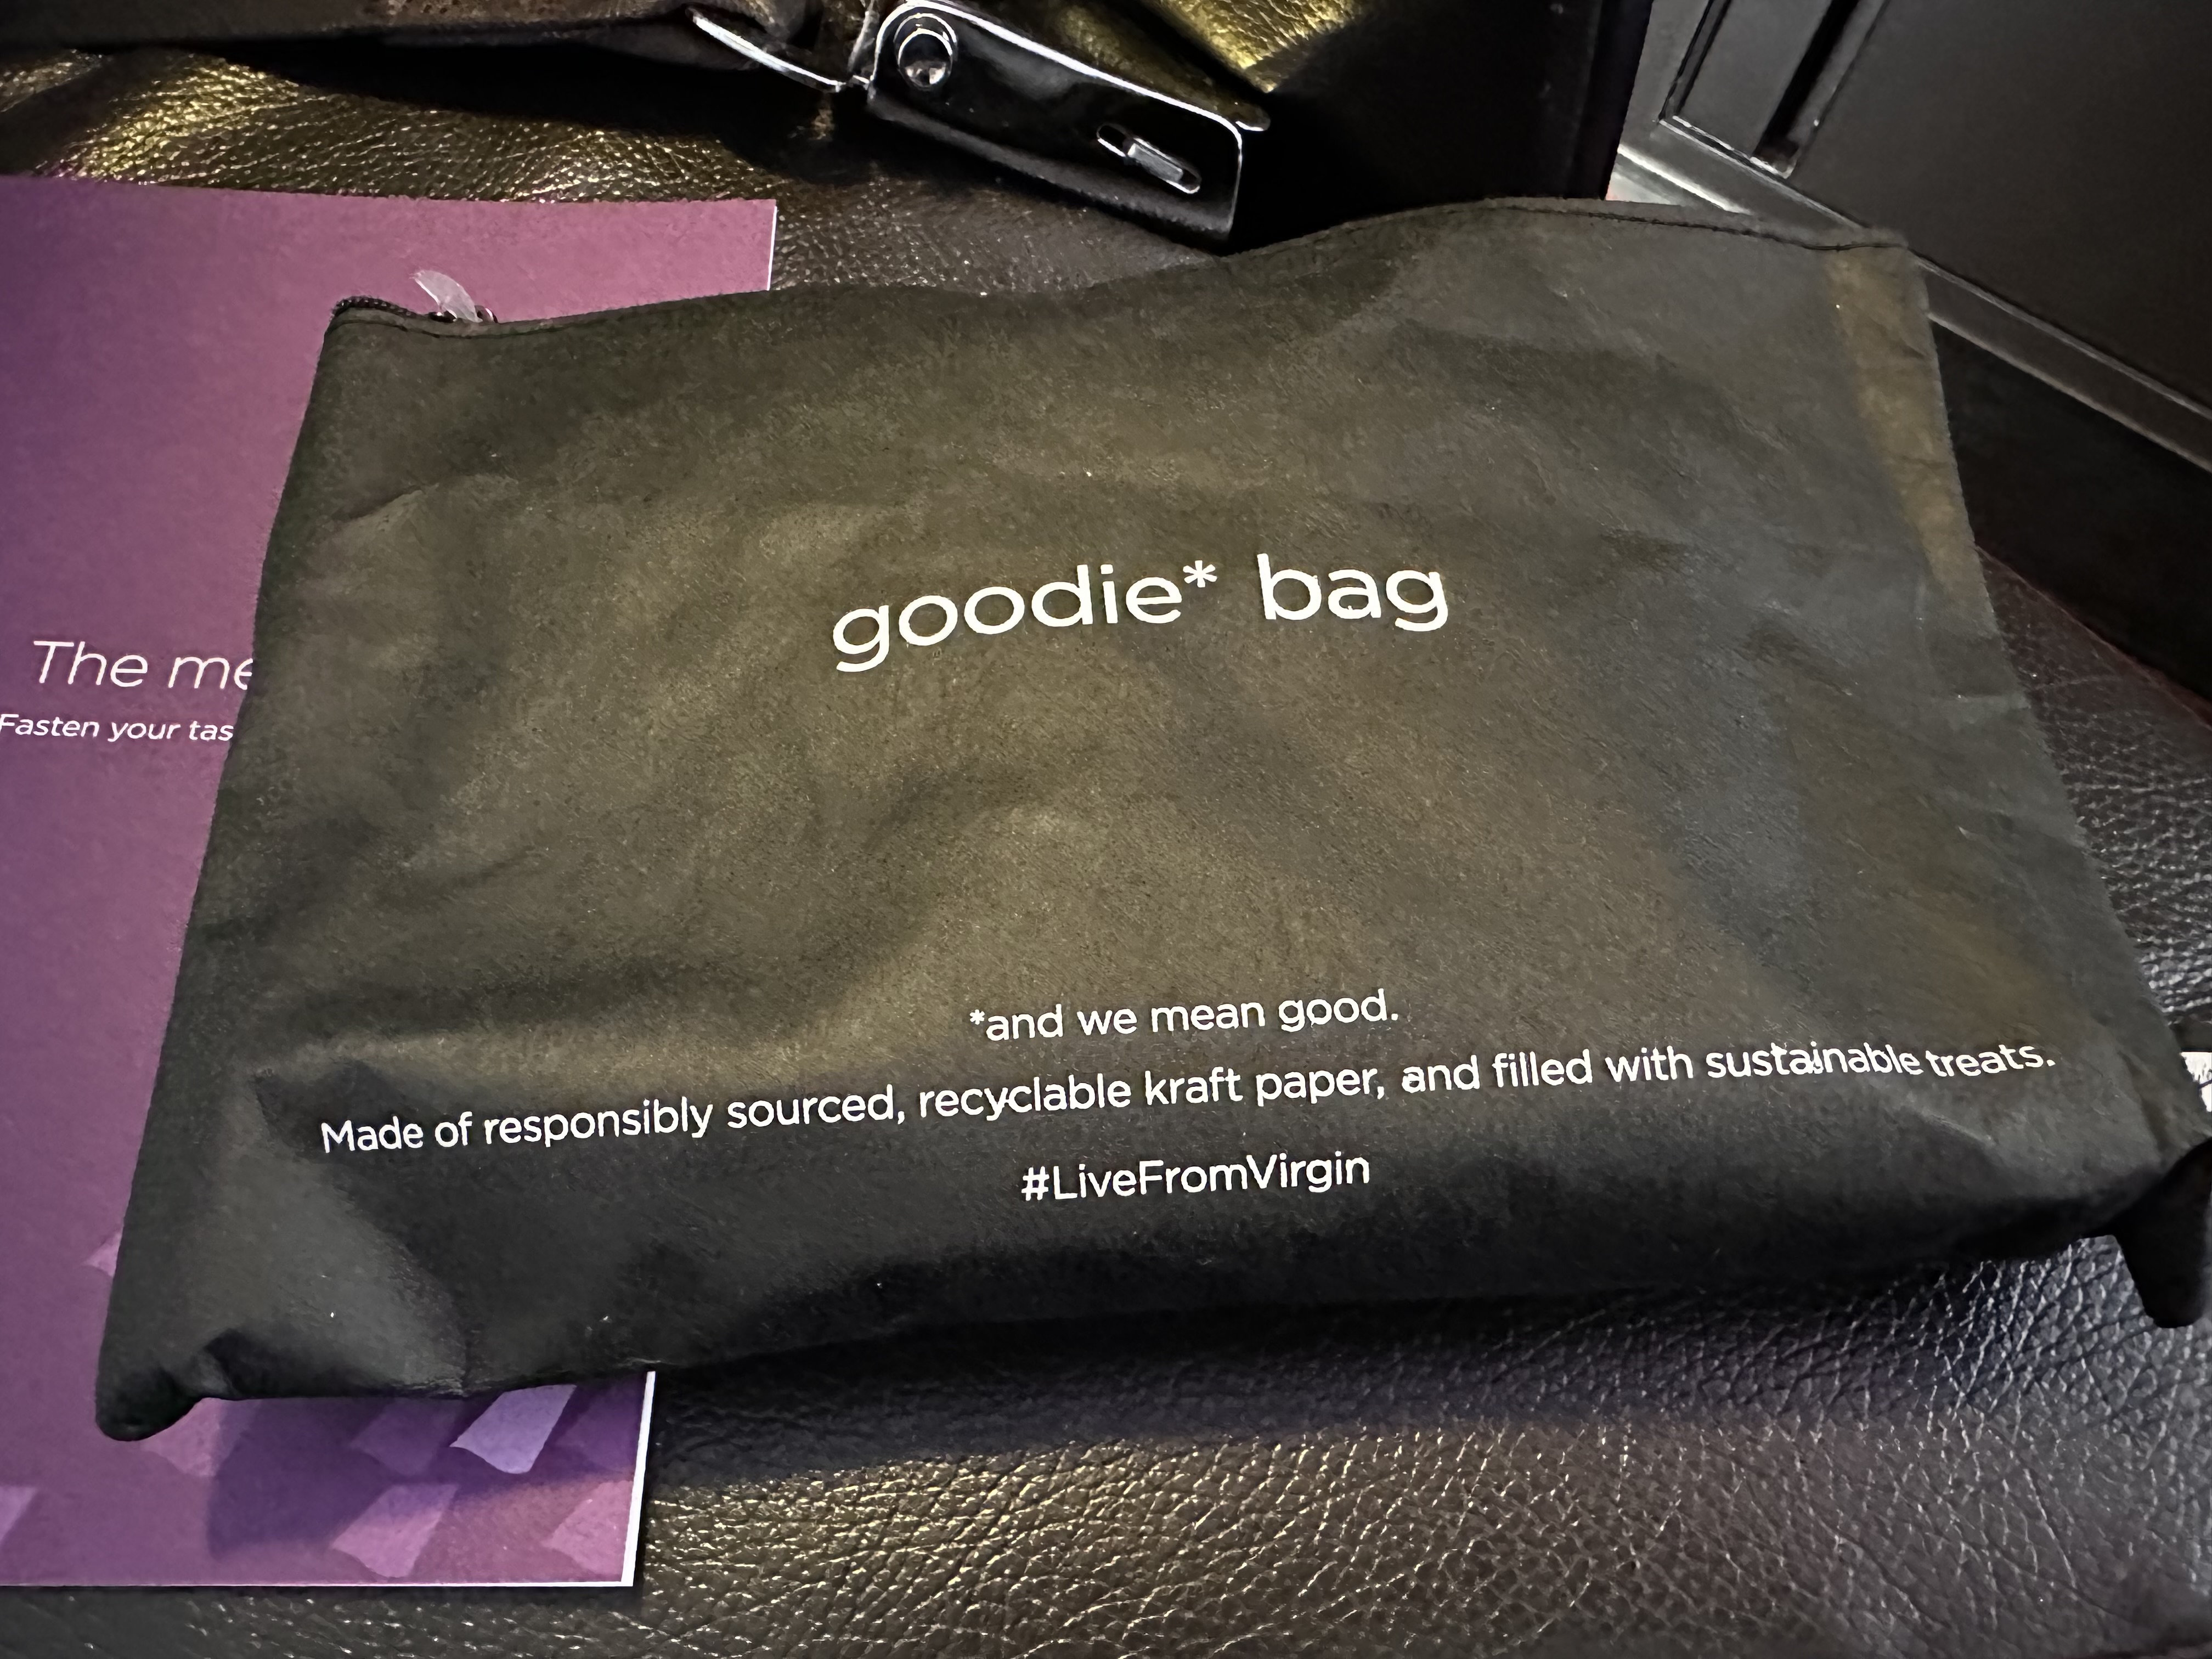 The me
Fasten your tas
goodie* bag
*and we mean good.
Made of responsibly sourced, recyclable kraft paper, and filled with sustainable treats.
#LiveFromVirgin